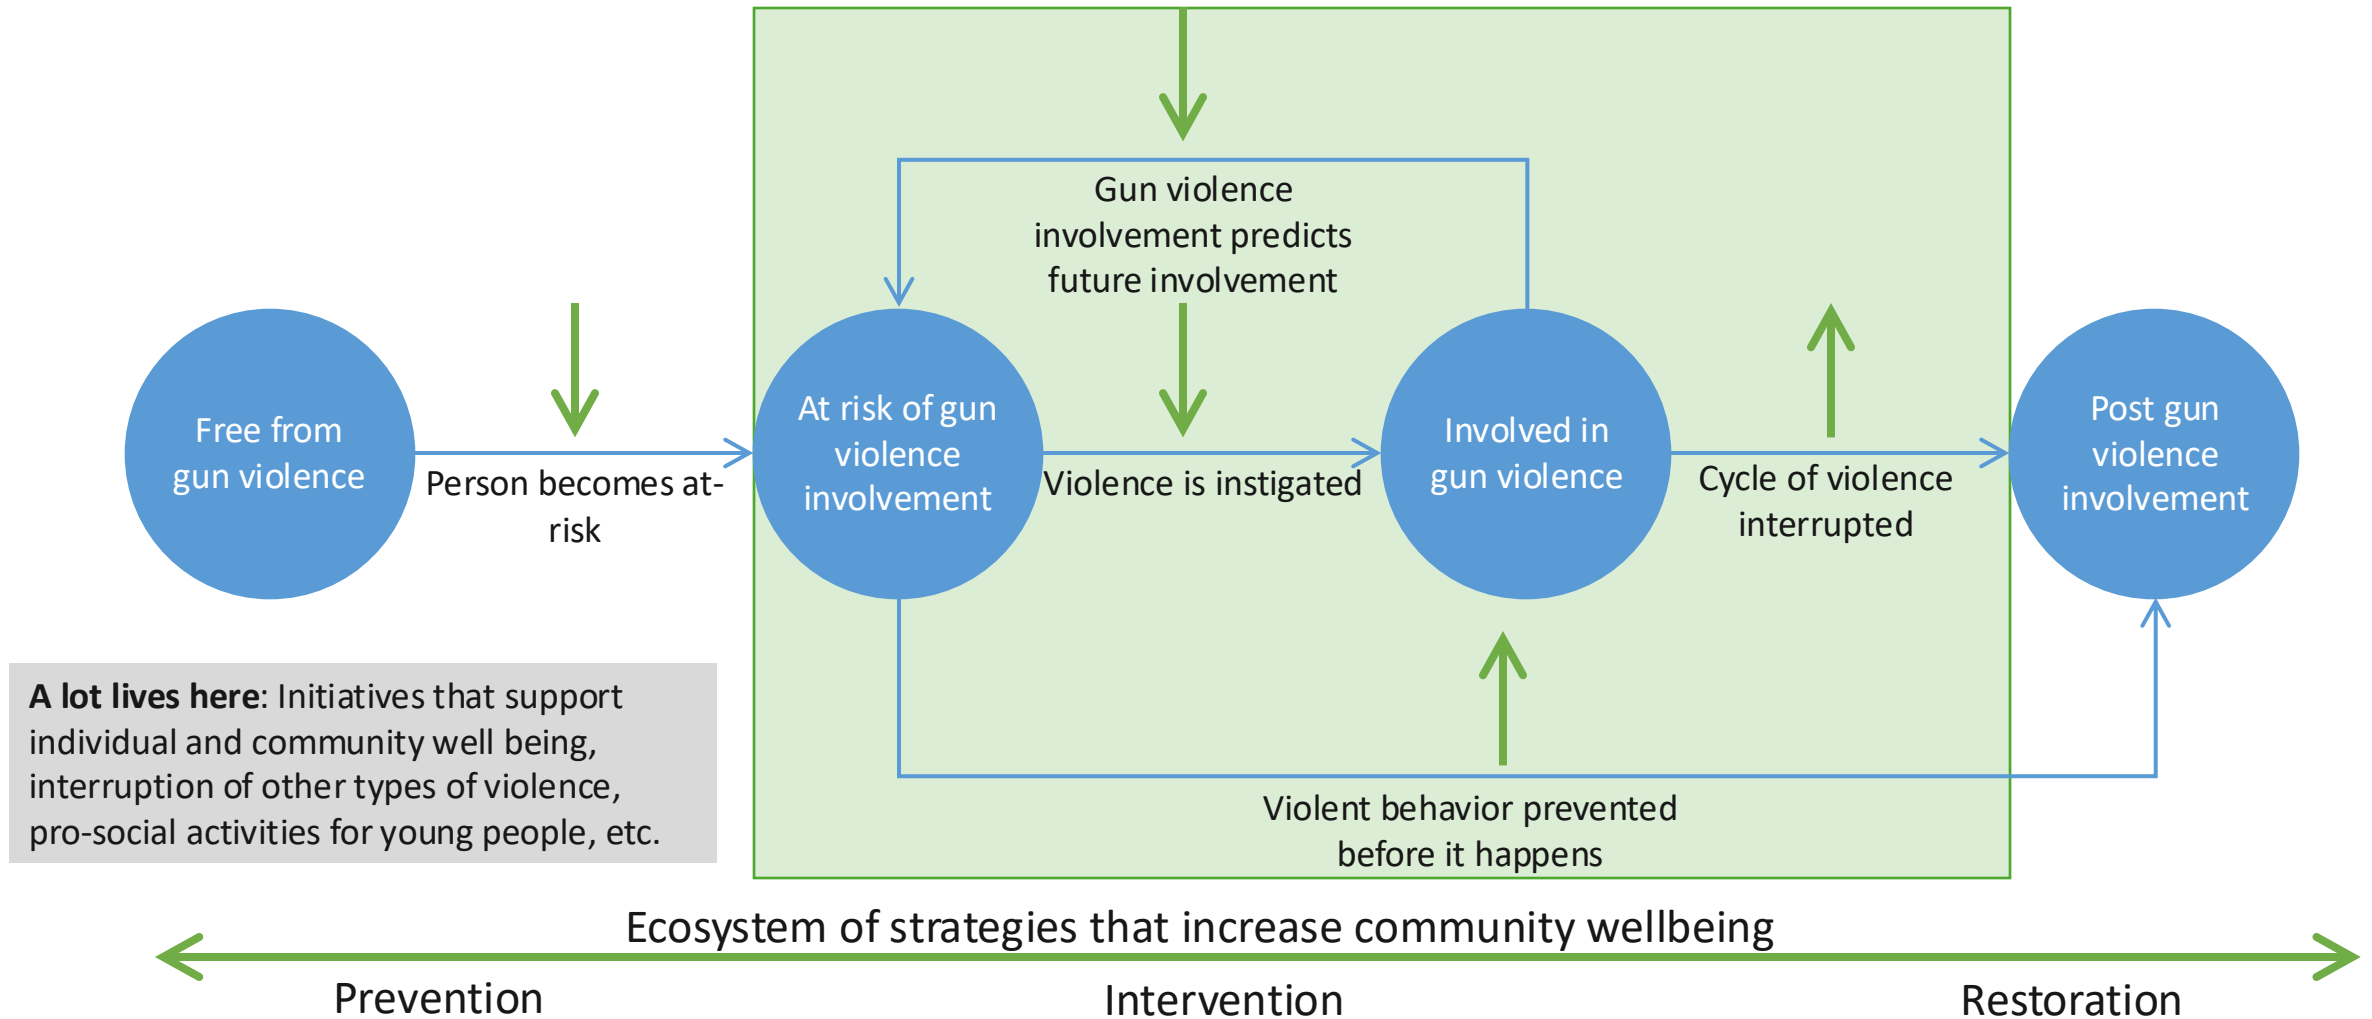 Gun violence
involvement predicts
future involvement
Free from
gun violence
Person becomes at-
risk
At risk of gun
violence
involvement
Violence is instigated
Involved in
gun violence
Cycle of violence
interrupted
Post gun
violence
involvement
A lot lives here: Initiatives that support
individual and community well being,
interruption of other types of violence,
pro-social activities for young people, etc.
Violent behavior prevented
before it happens
Ecosystem of strategies that increase community wellbeing
Prevention
Intervention
Restoration